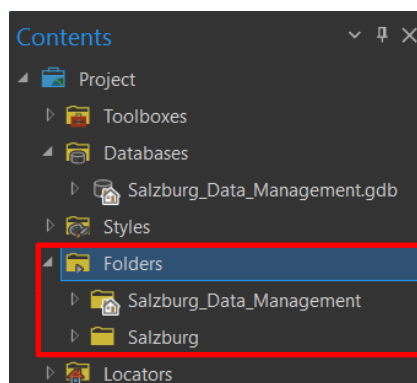 Contents
Project
Toolboxes
Databases
Salzburg_Data_Management.gdb
Styles
Folders
Salzburg_Data_Management
Salzburg
Locators